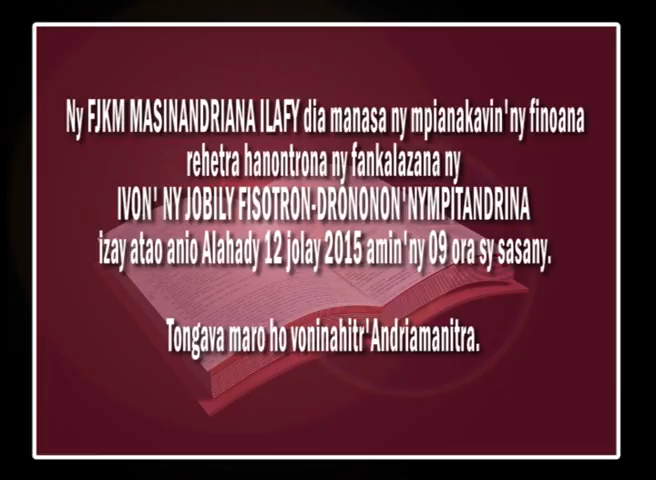 Ny FJKM MASINANDRIANA ILAFY dia manasa ny mpianakavin'ny finoana
rehetra hanontrona ny fankalazana ny
IVON' NY JOBILY FISOTRON-DRONONON'NYMPITANDRINA
izay atao anio Alahady 12 jolay 2015 amin'ny 09 ora sy sasany.
Tongava maro ho voninahitr'Andriamanitra.